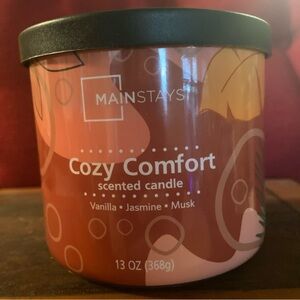 MAINSTAYS
Cozy Comfort
scented candle
Vanilla • Jasmine • Musk
13 OZ (368g)